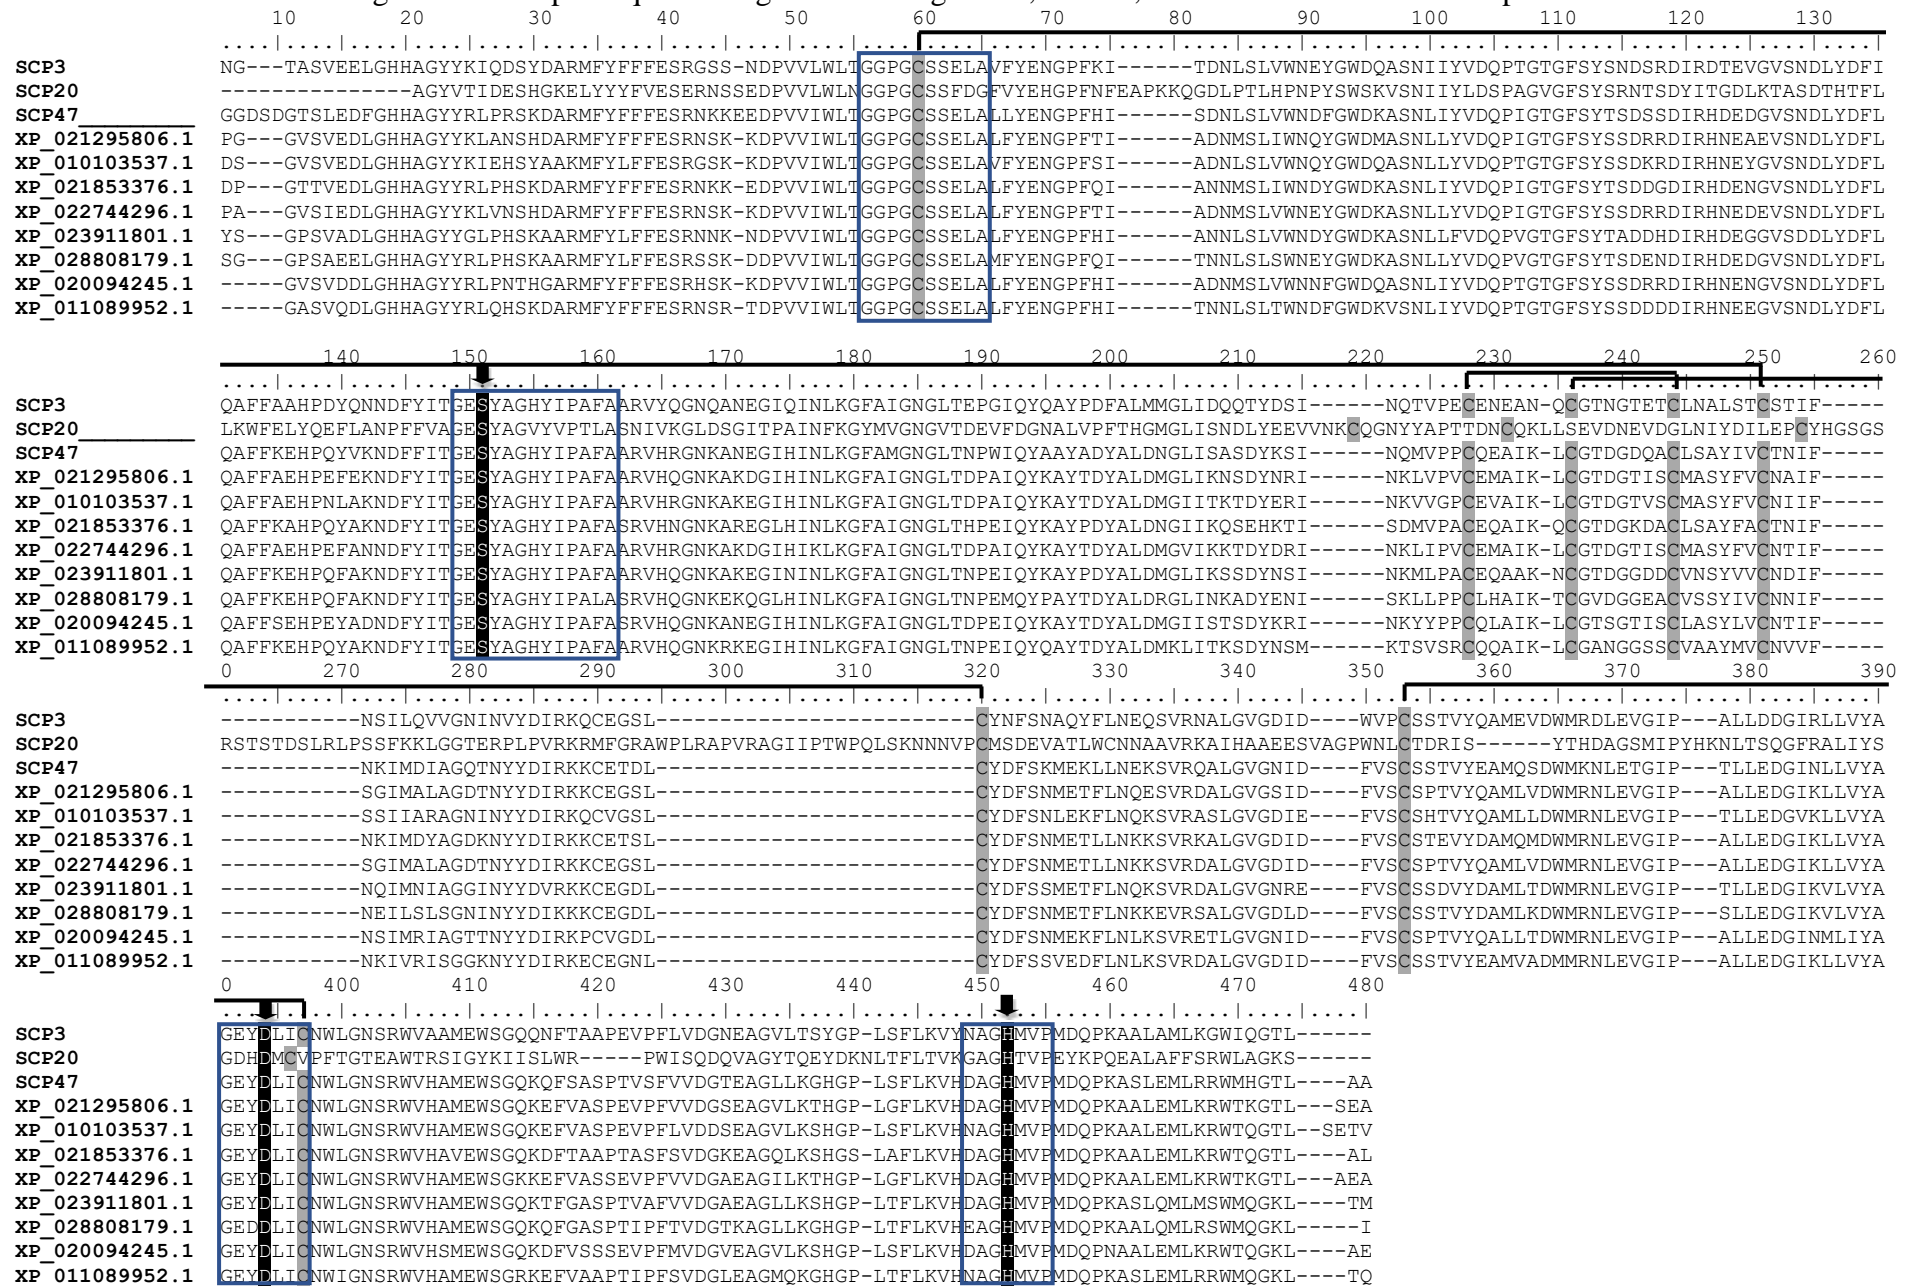 10 20 30 40 50 60 70 80 90 100 110 120 130
SCP3 NG---TASVEELGHHAGYYKIQDSYDARMFYFFFESRGSS-NDPVVLWLTGGPGCSSELAVFYENGPFKI------TDNLSLVWNEYGWDQASNIIYVDQPTGTGFSYSNDSRDIRDTEVGVSNDLYDFI
SCP20 ---------------AGYVTIDESHGKELYYYFVESERNSSEDPVVLWLNGGPGCSSFDGFVYEHGPFNFEAPKKQGDLPTLHPNPYSWSKVSNIIYLDSPAGVGFSYSRNTSDYITGDLKTASDTHTFL
SCP47_________ GGDSDGTSLEDFGHHAGYYRLPRSKDARMFYFFFESRNKKEEDPVVIWLTGGPGCSSELALLYENGPFHI------SDNLSLVWNDFGWDKASNLIYVDQPIGTGFSYTSDSSDIRHDEDGVSNDLYDFL
XP_021295806.1 PG---GVSVEDLGHHAGYYKLANSHDARMFYFFFESRNSK-KDPVVIWLTGGPGCSSELALFYENGPFTI------ADNMSLIWNQYGWDMASNLIYVDQPIGTGFSYSSDRRDIRHNEAEVSNDLYDFL
XP_010103537.1 DS---GVSVEDLGHHAGYYKIEHSYAAKMFYLFFESRGSK-KDPVVIWLTGGPGCSSELAVFYENGPFSI------ADNLSLVWNQYGWDQASNLIYVDQPTGTGFSYSSDKRDIRHNEYGVSNDLYDFL
XP_021853376.1 DP---GTTVEDLGHHAGYYRLPHSKDARMFYFFFESRNKK-EDPVVIWLTGGPGCSSELALFYENGPFQI------ANNMSLIWNDYGWDKASNLIYVDQPIGTGFSYTSDDGDIRHDENGVSNDLYDFL
XP_022744296.1 PA---GVSIEDLGHHAGYYKLVNSHDARMFYFFFESRNSK-KDPVVIWLTGGPGCSSELALFYENGPFTI------ADNMSLVWNEYGWDKASNLLYVDQPIGTGFSYSSDRRDIRHNEDEVSNDLYDFL
XP_023911801.1 YS---GPSVADLGHHAGYYGLPHSKAARMFYLFFESRNNK-NDPVVIWLTGGPGCSSELALFYENGPFHI------ANNLSLVWNDYGWDKASNLLFVDQPVGTGFSYTADDHDIRHDEGGVSDDLYDFL
XP_028808179.1 SG---GPSAEELGHHAGYYRLPHSKAARMFYLFFESRSSK-DDPVVIWLTGGPGCSSELAMFYENGPFQI------TNNLSLSWNEYGWDKASNLIYVDQPVGTGFSYTSDENDIRHDEDGVSNDLYDFL
XP_020094245.1 -----GVSVDDLGHHAGYYRLPNTHGARMFYFFFESRHSK-KDPVVIWLTGGPGCSSELALFYENGPFHI------ADNMSLVWNNFGWDQASNLIYVDQPTGTGFSYSSDDRDIRHNENGVSNDLYDFL
XP_011089952.1 -----GASVQDLGHHAGYYRLQHSKDARMFYFFFESRNSR-TDPVVIWLTGGPGCSSELALFYENGPFHI------TNNLSLTWNDFGWDKVSNLIYVDQPTGTGFSYSSDDDDIRHNEEGVSNDLYDFL
140 150 160 170 180 190 200 210 220 230 240 250 260
SCP3 QAFFAAHPDYQNNDFYITGESYAGHYIPAFAARVYQGNQANEGIQINLKGFAIGNGLTEPGIQYQAYPDFALMMGLIDQQTYDSI------NQTVPECENEAN-QCGTNGTETCLNALSTCSTIF-----
SCP20_________ LKWFELYQEFLANPFFVAGESYAGVYVPTLASNIVKGLDSGITPAINFKGYMVGNGVTDEVFDGNALVPFTHGMGLISNDLYEEVVNKCQGNYYAPTTDNCQKLLSEVDNEVDGLNIYDILEPCYHGSGS
SCP47 QAFFKEHPQYVKNDFFITGESYAGHYIPAFAARVHRGNKAKEGIHINLKGFAMGNGLTNPWIQYAAYADYALDNGLISASDYKSI------NQMVPPCQEAIK-LCGTDGDQACLSAYIVCTNIF-----
XP_021295806.1 QAFFAEHPEFEKNDFYITGESYAGHYIPAFAARVHQGNKAKDGIHINLKGFAIGNGLTDPAIQYKAYTDYALDMGLIKNSDYNRI------NKLVPVCEMAIK-LCGTDGTISCMASYFVCNAIF-----
XP_010103537.1 QAFFAEHPNLAKNDFYITGESYAGHYIPAFAARVHRGNKAKEGIHINLKGFAIGNGLTDPAIQYKAYTDYALDMGIITKTDYERI------NKVVGPCEVAIK-LCGTDGTVSCMASYFVCNIIF-----
XP_021853376.1 QAFFKAHPQYAKNDFYITGESYAGHYIPAFASRVHNGNKAREGLHINLKGFAIGNGLTHPEIQYKAYPDYALDNGIIKQSEHKTI------SDMVPACEQAIK-QCGTDGKDACLSAYFACTNIF-----
XP_022744296.1 QAFFAEHPEFANNDFYITGESYAGHYIPAFAARVHRGNKAKDGIHIKLKGFAIGNGLTDPAIQYKAYTDYALDMGVIKKTDYDRI------NKLIPVCEMAIK-LCGTDGTISCMASYFVCNTIF-----
XP_023911801.1 QAFFKEHPQFAKNDFYITGESYAGHYIPAFAARVHQGNKAKEGININLKGFAIGNGLTNPEIQYKAYPDYALDMGLIKSSDYNSI------NKMLPACEQAAK-NCGTDGGDDCVNSYVVCNDIF-----
XP_028808179.1 QAFFKEHPQFAKNDFYITGESYAGHYIPALASRVHQGNKEKQGLHINLKGFAIGNGLTNPEMQYPAYTDYALDRGLINKADYENI------SKLLPPCLHAIK-TCGVDGGEACVSSYIVCNNIF-----
XP_020094245.1 QAFFSEHPEYADNDFYITGESYAGHYIPAFASRVHQGNKANEGIHINLKGFAIGNGLTDPEIQYKAYTDYALDMGIISTSDYKRI------NKYYPPCQLAIK-LCGTSGTISCLASYLVCNTIF-----
XP_011089952.1 QAFFKEHPQYAKNDFYITGESYAGHYIPAFAARVHQGNKRKEGIHINLKGFAIGNGLTNPEIQYQAYTDYALDMKLITKSDYNSM------KTSVSRCQQAIK-LCGANGGSSCVAAYMVCNVVF-----
0 270 280 290 300 310 320 330 340 350 360 370 380 390
SCP3 -----------NSILQVVGNINVYDIRKQCEGSL-------------------------CYNFSNAQYFLNEQSVRNALGVGDID----WVPCSSTVYQAMEVDWMRDLEVGIP---ALLDDGIRLLVYA
SCP20 RSTSTDSLRLPSSFKKLGGTERPLPVRKRMFGRAWPLRAPVRAGIIPTWPQLSKNNNVPCMSDEVATLWCNNAAVRKAIHAAEESVAGPWNLCTDRIS------YTHDAGSMIPYHKNLTSQGFRALIYS
SCP47 -----------NKIMDIAGQTNYYDIRKKCETDL-------------------------CYDFSKMEKLLNEKSVRQALGVGNID----FVSCSSTVYEAMQSDWMKNLETGIP---TLLEDGINLLVYA
XP_021295806.1 -----------SGIMALAGDTNYYDIRKKCEGSL-------------------------CYDFSNMETFLNQESVRDALGVGSID----FVSCSPTVYQAMLVDWMRNLEVGIP---ALLEDGIKLLVYA
XP_010103537.1 -----------SSIIARAGNINYYDIRKQCVGSL-------------------------CYDFSNLEKFLNQKSVRASLGVGDIE----FVSCSHTVYQAMLLDWMRNLEVGIP---TLLEDGVKLLVYA
XP_021853376.1 -----------NKIMDYAGDKNYYDIRKKCETSL-------------------------CYDFSNMETLLNKKSVRKALGVGDID----FVSCSTEVYDAMQMDWMRNLEVGIP---ALLEDGIKLLVYA
XP_022744296.1 -----------SGIMALAGDTNYYDIRKKCEGSL-------------------------CYDFSNMETLLNKKSVRDALGVGDID----FVSCSPTVYQAMLVDWMRNLEVGIP---ALLEDGIKLLVYA
XP_023911801.1 -----------NQIMNIAGGINYYDVRKKCEGDL-------------------------CYDFSSMETFLNQKSVRDALGVGNRE----FVSCSSDVYDAMLTDWMRNLEVGIP---TLLEDGIKVLVYA
XP_028808179.1 -----------NEILSLSGNINYYDIKKKCEGDL-------------------------CYDFSNMETFLNKKEVRSALGVGDLD----FVSCSSTVYDAMLKDWMRNLEVGIP---SLLEDGIKVLVYA
XP_020094245.1 -----------NSIMRIAGTTNYYDIRKPCVGDL-------------------------CYDFSNMEKFLNLKSVRETLGVGNID----FVSCSPTVYQALLTDWMRNLEVGIP---ALLEDGINMLIYA
XP_011089952.1 -----------NKIVRISGGKNYYDIRKECEGNL-------------------------CYDFSSVEDFLNLKSVRDALGVGDID----FVSCSSTVYEAMVADMMRNLEVGIP---ALLEDGIKLLVYA
0 400 410 420 430 440 450 460 470 480
SCP3 GEYDLICNWLGNSRWVAAMEWSGQQNFTAAPEVPFLVDGNEAGVLTSYGP-LSFLKVYNAGHMVPMDQPKAALAMLKGWIQGTL------
SCP20 GDHDMCVPFTGTEAWTRSIGYKIISLWR-----PWISQDQVAGYTQEYDKNLTFLTVKGAGHTVPEYKPQEALAFFSRWLAGKS------
SCP47 GEYDLICNWLGNSRWVHAMEWSGQKQFSASPTVSFVVDGTEAGLLKGHGP-LSFLKVHDAGHMVPMDQPKASLEMLRRWMHGTL----AA
XP_021295806.1 GEYDLICNWLGNSRWVHAMEWSGQKEFVASPEVPFVVDGSEAGVLKTHGP-LGFLKVHDAGHMVPMDQPKAALEMLKRWTKGTL---SEA
XP_010103537.1 GEYDLICNWLGNSRWVHAMEWSGQKEFVASPEVPFLVDDSEAGVLKSHGP-LSFLKVHNAGHMVPMDQPKAALEMLKRWTQGTL--SETV
XP_021853376.1 GEYDLICNWLGNSRWVHAVEWSGQKDFTAAPTASFSVDGKEAGQLKSHGS-LAFLKVHDAGHMVPMDQPKAALEMLKRWTQGTL----AL
XP_022744296.1 GEYDLICNWLGNSRWVHAMEWSGKKEFVASSEVPFVVDGAEAGILKTHGP-LGFLKVHDAGHMVPMDQPKAALEMLKRWTKGTL---AEA
XP_023911801.1 GEYDLICNWLGNSRWVHAMEWSGQKTFGASPTVAFVVDGAEAGLLKSHGP-LTFLKVHDAGHMVPMDQPKASLQMLMSWMQGKL----TM
XP_028808179.1 GEDDLICNWLGNSRWVHAMEWSGQKQFGASPTIPFTVDGTKAGLLKGHGP-LTFLKVHEAGHMVPMDQPKAALQMLRSWMQGKL-----I
XP_020094245.1 GEYDLICNWLGNSRWVHSMEWSGQKDFVSSSEVPFMVDGVEAGVLKSHGP-LSFLKVHDAGHMVPMDQPNAALEMLKRWTQGKL----AE
XP_011089952.1 GEYDLICNWIGNSRWVHAMEWSGRKEFVAAPTIPFSVDGLEAGMQKGHGP-LTFLKVHNAGHMVPMDQPKASLEMLRRWMQGKL----TQ